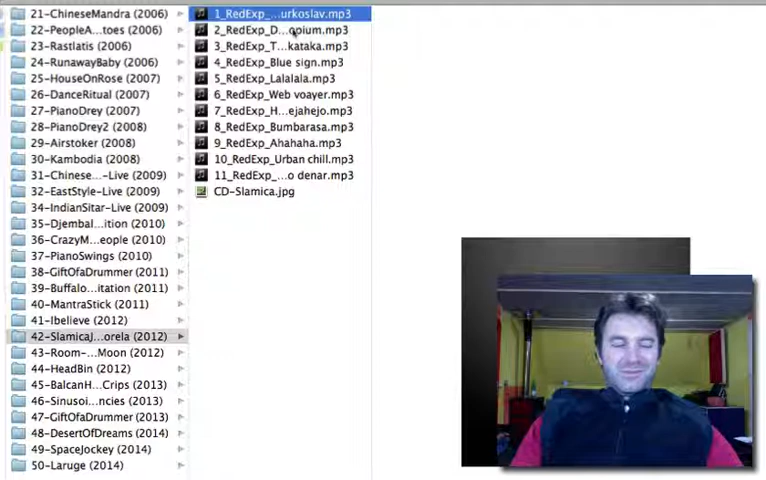 21-ChineseMandra (2006)
22-PeopleA...toes (2006)
23-Rastlatis (2006)
24-RunawayBaby (2006)
25-HouseOnRose (2007)
26-DanceRitual (2007)
27-PianoDrey (2007)
28-PianoDrey2 (2008)
29-Airstoker (2008)
30-Kambodia (2008)
31-Chinese...-Live (2009)
32-EastStyle-Live (2009)
34-IndianSitar-Live (2009)
35-Djembal...ition (2010)
36-CrazyM...eople (2010)
37-PianoSwings (2010)
38-GiftOfaDrummer (2011)
39-Buffalo...itation (2011)
40-MantraStick (2011)
41-Ibelieve (2012)
42-SlamicaJ...orela (2012)
43-Room-...Moon (2012)
44-HeadBin (2012)
45-BalcanH...Crips (2013)
46-Sinusoi...ncies (2013)
47-GiftOfaDrummer (2013)
48-DesertOfDreams (2014)
49-SpaceJockey (2014)
50-Laruge (2014)
1_RedExp_...urkoslav.mp3
2_RedExp_D...opium.mp3
3_RedExp_T...kataka.mp3
4_RedExp_Blue sign.mp3
5_RedExp_Lalalala.mp3
6_RedExp_Web voayer.mp3
7_RedExp_H...ejahejo.mp3
8_RedExp_Bumbarasa.mp3
9_RedExp_Ahahaha.mp3
10_RedExp_Urban chill.mp3
11_RedExp_...o denar.mp3
CD-Slamica.jpg